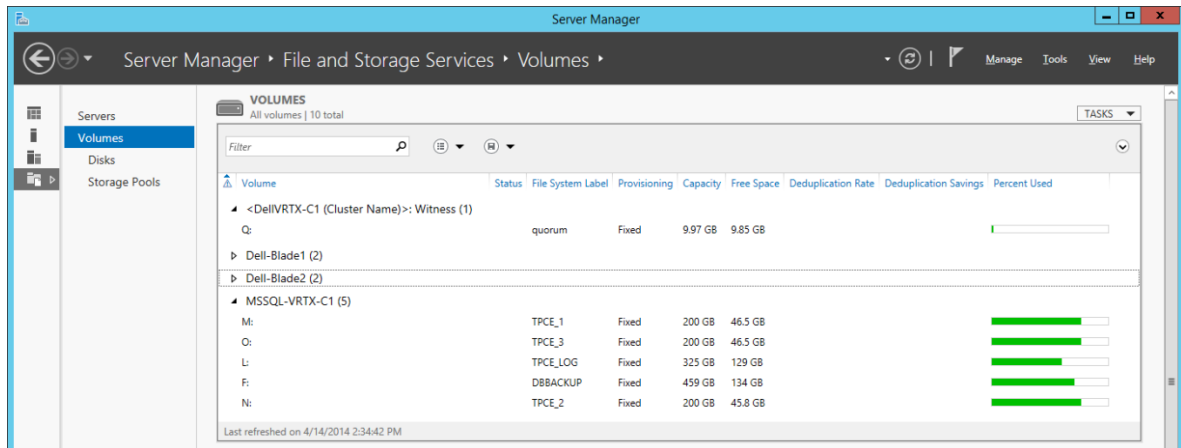 Server Manager
Server Manager ‣ File and Storage Services ‣ Volumes ‣
Manage Tools View Help
Servers
Volumes
Disks
Storage Pools
VOLUMES
All volumes | 10 total
TASKS
Filter
Volume Status File System Label Provisioning Capacity Free Space Deduplication Rate Deduplication Savings Percent Used
<DellVRTX-C1 (Cluster Name)>: Witness (1)
Q: quorum Fixed 9.97 GB 9.85 GB
Dell-Blade1 (2)
Dell-Blade2 (2)
MSSQL-VRTX-C1 (5)
M: TPCE_1 Fixed 200 GB 46.5 GB
O: TPCE_3 Fixed 200 GB 46.5 GB
L: TPCE_LOG Fixed 325 GB 129 GB
F: DBBACKUP Fixed 459 GB 134 GB
N: TPCE_2 Fixed 200 GB 45.8 GB
Last refreshed on 4/14/2014 2:34:42 PM